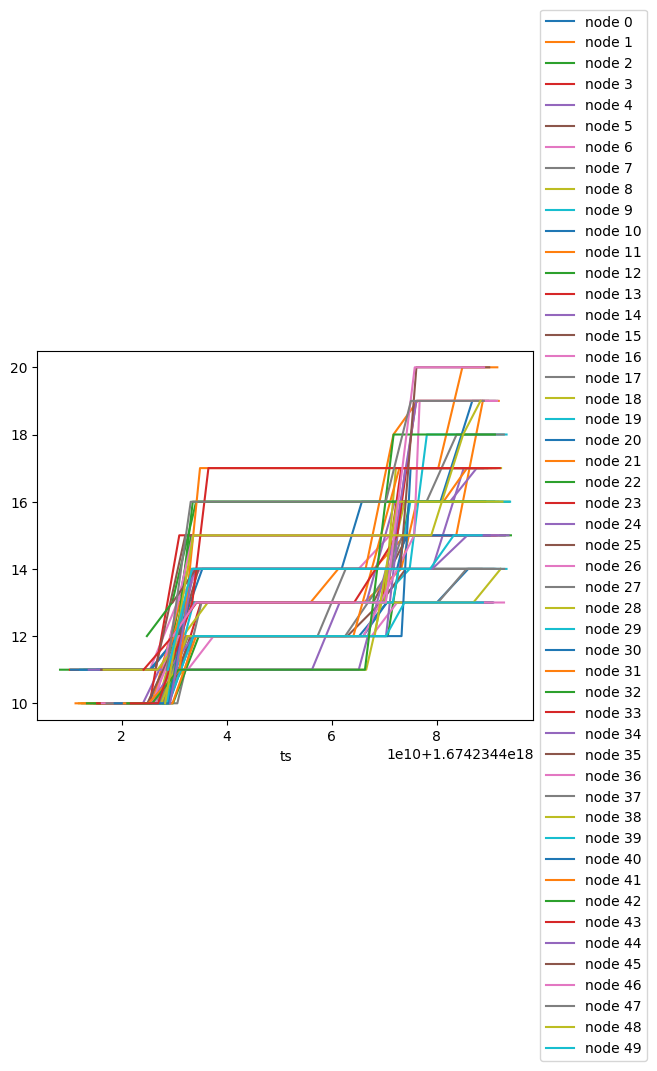 node 0
node 1
node 2
node 3
node 4
node 5
node 6
node 7
node 8
node 9
node 10
node 11
node 12
node 13
node 14
node 15
node 16
node 17
node 18
node 19
node 20
node 21
node 22
node 23
node 24
node 25
node 26
node 27
node 28
node 29
node 30
node 31
node 32
node 33
node 34
node 35
node 36
node 37
node 38
node 39
node 40
node 41
node 42
node 43
node 44
node 45
node 46
node 47
node 48
node 49
20
18
16
14
12
10
2 4 6 8
ts
1e10+1.6742344e18